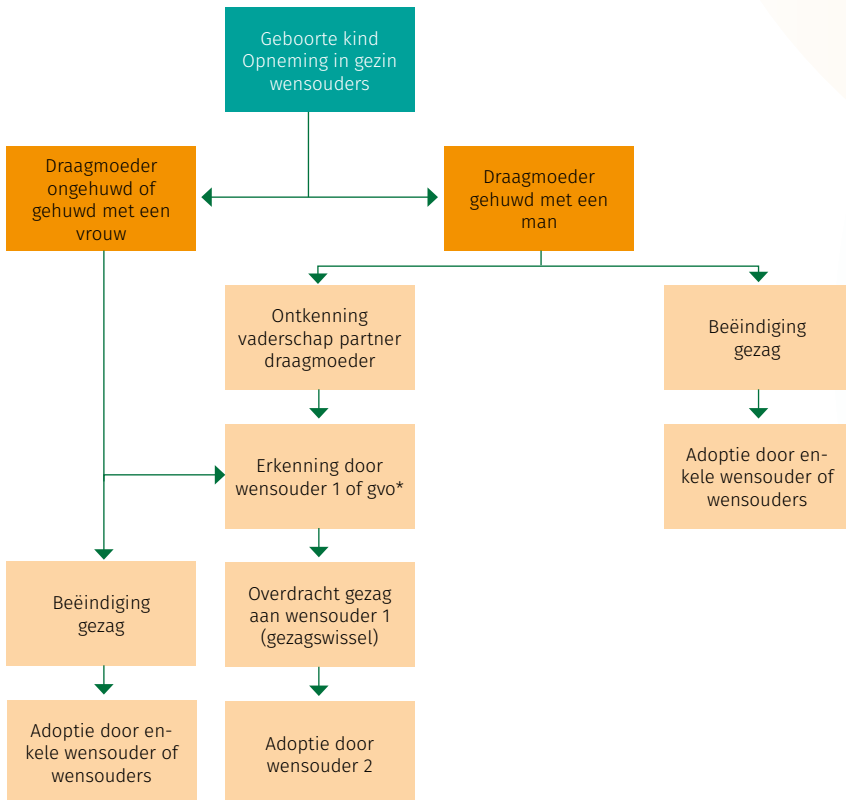 Geboorte kind
Opneming in gezin
wensouders
Draagmoeder
ongehuwd of
gehuwd met een
vrouw
Draagmoeder
gehuwd met een
man
Ontkenning
vaderschap partner
draagmoeder
Beëindiging
gezag
Erkenning door
wensouder 1 of gvo*
Adoptie door en-
kele wensouder of
wensouders
Beëindiging
gezag
Overdracht gezag
aan wensouder 1
(gezagswissel)
Adoptie door en-
kele wensouder of
wensouders
Adoptie door
wensouder 2